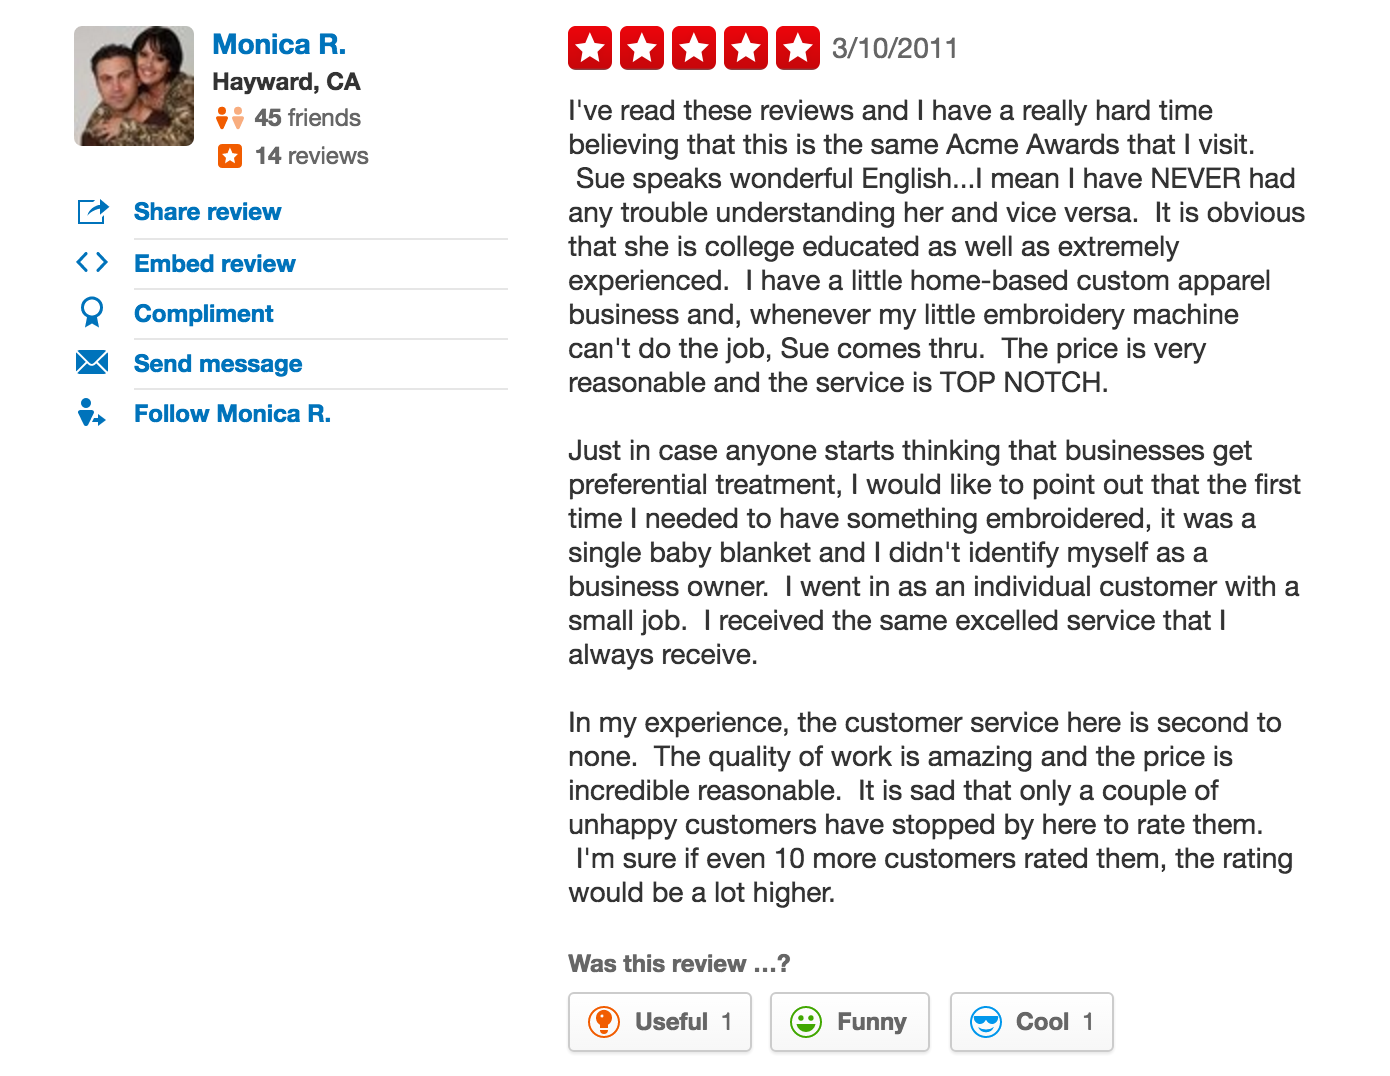 Monica R.
Hayward, CA
45 friends
14 reviews
Share review
Embed review
Compliment
Send message
Follow Monica R.
3/10/2011
I've read these reviews and I have a really hard time
believing that this is the same Acme Awards that I visit.
Sue speaks wonderful English...I mean I have NEVER had
any trouble understanding her and vice versa.  It is obvious
that she is college educated as well as extremely
experienced.  I have a little home-based custom apparel
business and, whenever my little embroidery machine
can't do the job, Sue comes thru.  The price is very
reasonable and the service is TOP NOTCH.
Just in case anyone starts thinking that businesses get
preferential treatment, I would like to point out that the first
time I needed to have something embroidered, it was a
single baby blanket and I didn't identify myself as a
business owner.  I went in as an individual customer with a
small job.  I received the same excelled service that I
always receive.
In my experience, the customer service here is second to
none.  The quality of work is amazing and the price is
incredible reasonable.  It is sad that only a couple of
unhappy customers have stopped by here to rate them.
I'm sure if even 10 more customers rated them, the rating
would be a lot higher.
Was this review …?
Useful 1
Funny
Cool 1